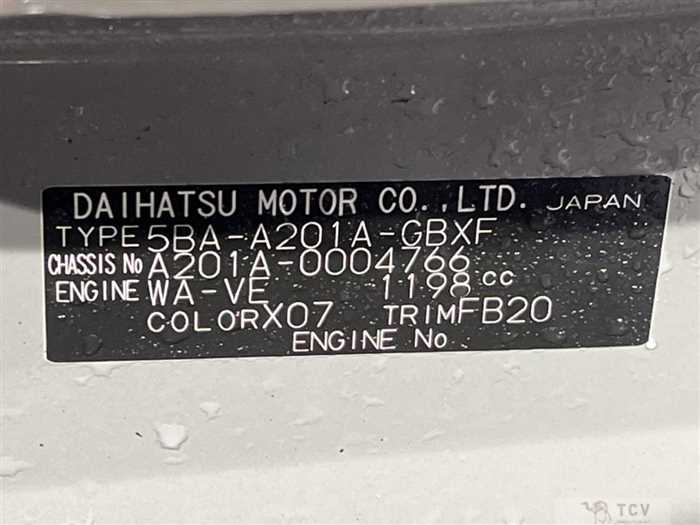 DAIHATSU MOTOR CO.,LTD. JAPAN
TYPE 5BA-A201A-GBXF
CHASSIS No A201A-0004766
ENGINE WA-VE 1198 cc
COLOR X07 TRIM FB20
ENGINE No
TCV